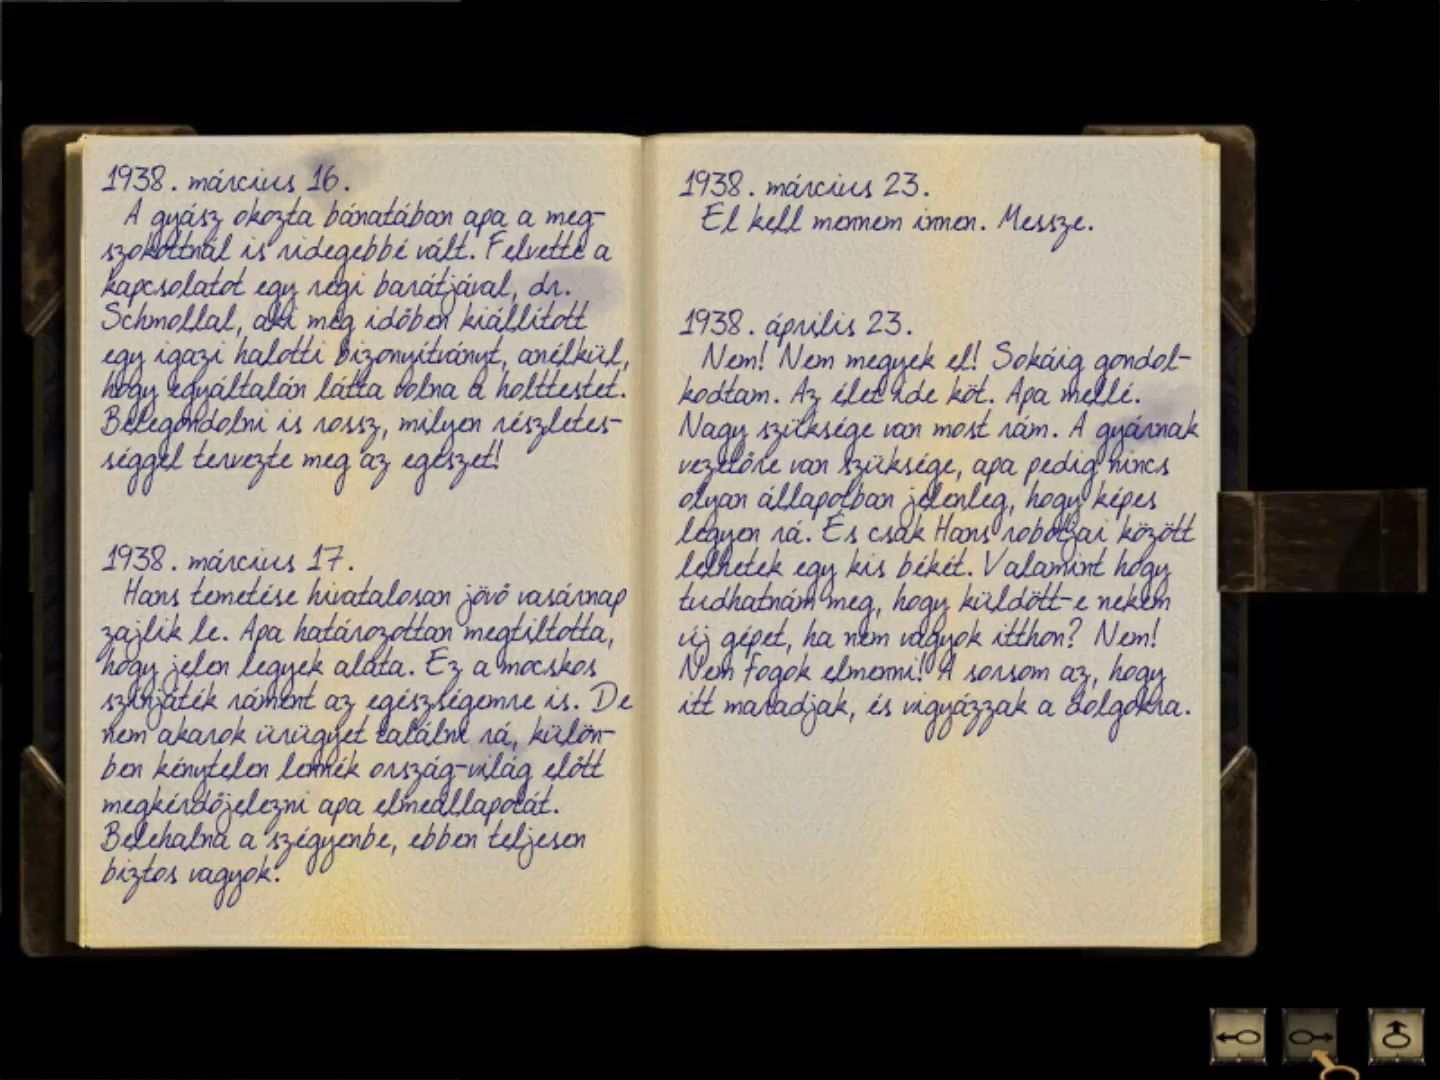 1938. március 16.
A gyász okozta bánatában apa a meg-
szokottnál is ridegebbé vált. Felvette a
kapcsolatot egy régi barátjával, dr.
Schmollal, aki még időben kiállított
egy igazi halotti bizonyítványt, anélkül,
hogy egyáltalán látta volna a holttestet.
Belegondolni is rossz, milyen részletes-
séggel tervezte meg az egészet!
1938. március 17.
Hans temetése hivatalosan jövő vasárnap
zajlik le. Apa határozottan megtiltotta,
hogy jelen legyek alatta. Ez a mocskos
színjáték rámént az egészségemre is. De
nem akarok ürügyet találni rá, külön-
ben kénytelen lennék ország-világ előtt
megkérdőjelezni apa elmeállapotát.
Belehalna a szégyenbe, ebben teljesen
biztos vagyok.
1938. március 23.
El kell mennem innen. Messze.
1938. április 23.
Nem! Nem megyek el! Sokáig gondol-
kodtam. Az élet ide köt. Apa mellé.
Nagy szüksége van most rám. A gyárnak
vezetőre van szüksége, apa pedig nincs
olyan állapotban jelenleg, hogy képes
legyen rá. És csak Hans robotjai között
lelhetek egy kis békét. Valamint hogy
tudhatnám meg, hogy küldött-e nekem
új gépet, ha nem vagyok itthon? Nem!
Nem fogok elmenni! A sorsom az, hogy
itt maradjak, és vigyázzak a dolgokra.